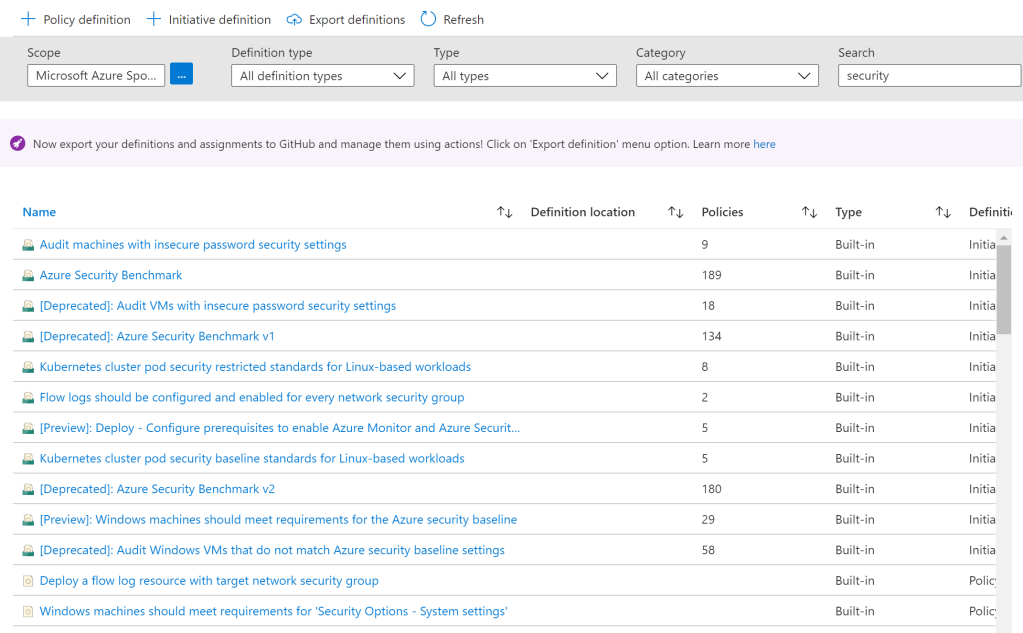 Policy definition Initiative definition Export definitions Refresh
Scope Definition type Type Category Search
Microsoft Azure Spo... ... All definition types All types All categories security
Now export your definitions and assignments to GitHub and manage them using actions! Click on 'Export definition' menu option. Learn more here
Name Definition location Policies Type Definiti
Audit machines with insecure password security settings 9 Built-in Initia
Azure Security Benchmark 189 Built-in Initia
[Deprecated]: Audit VMs with insecure password security settings 18 Built-in Initia
[Deprecated]: Azure Security Benchmark v1 134 Built-in Initia
Kubernetes cluster pod security restricted standards for Linux-based workloads 8 Built-in Initia
Flow logs should be configured and enabled for every network security group 2 Built-in Initia
[Preview]: Deploy - Configure prerequisites to enable Azure Monitor and Azure Securit... 5 Built-in Initia
Kubernetes cluster pod security baseline standards for Linux-based workloads 5 Built-in Initia
[Deprecated]: Azure Security Benchmark v2 180 Built-in Initia
[Preview]: Windows machines should meet requirements for the Azure security baseline 29 Built-in Initia
[Deprecated]: Audit Windows VMs that do not match Azure security baseline settings 58 Built-in Initia
Deploy a flow log resource with target network security group Built-in Policy
Windows machines should meet requirements for 'Security Options - System settings' Built-in Policy